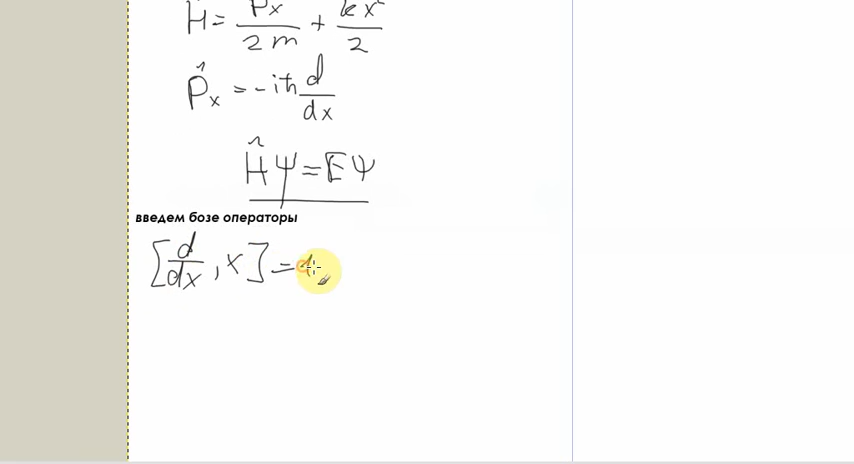 Ĥ = Px / 2m + kx² / 2
P̂x = -iħ d/dx
Ĥψ = Eψ
введем бозе операторы
[d/dx, x] =